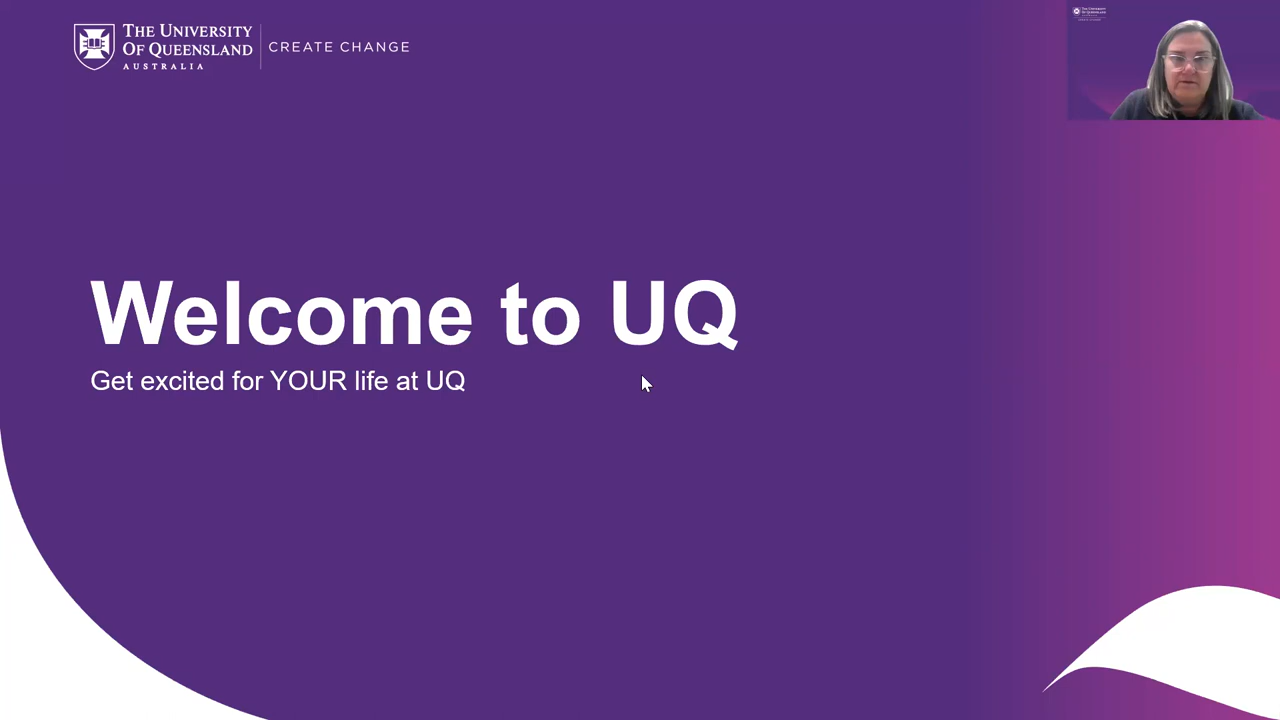 THE UNIVERSITY
OF QUEENSLAND
AUSTRALIA
CREATE CHANGE
Welcome to UQ
Get excited for YOUR life at UQ